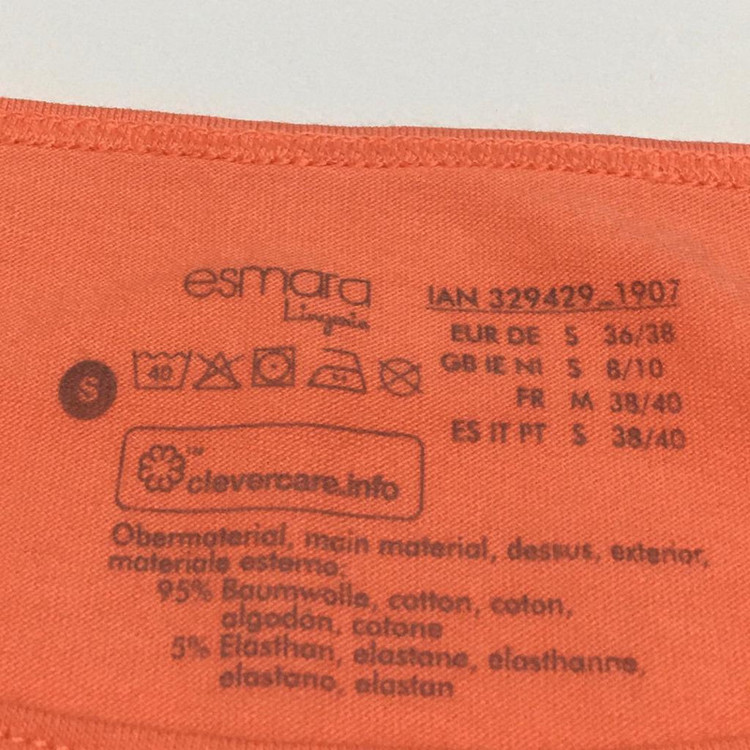 esmara
Lingerie
IAN 329429_1907
EUR DE S 36/38
GB IE NI S 8/10
FR M 38/40
ES IT PT S 38/40
S
40
clevercare.info
™
Obermaterial, main material, dessus, exterior,
materiale esterno:
95% Baumwolle, cotton, coton,
algodón, cotone
5% Elasthan, elastane, élasthanne,
elastano, elastan